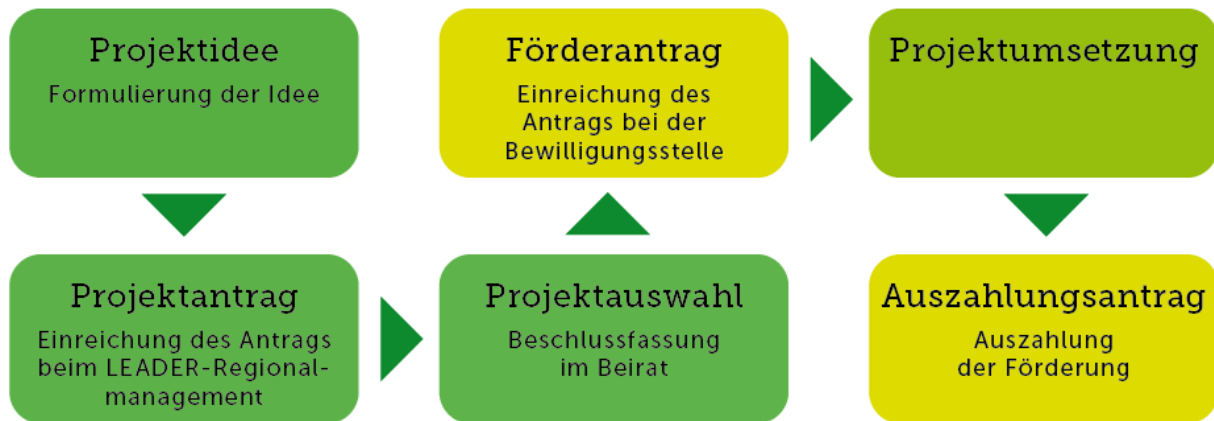 Projektidee
Formulierung der Idee
Projektantrag
Einreichung des Antrags
beim LEADER-Regional-
management
Projektauswahl
Beschlussfassung
im Beirat
Förderantrag
Einreichung des
Antrags bei der
Bewilligungsstelle
Projektumsetzung
Auszahlungsantrag
Auszahlung
der Förderung